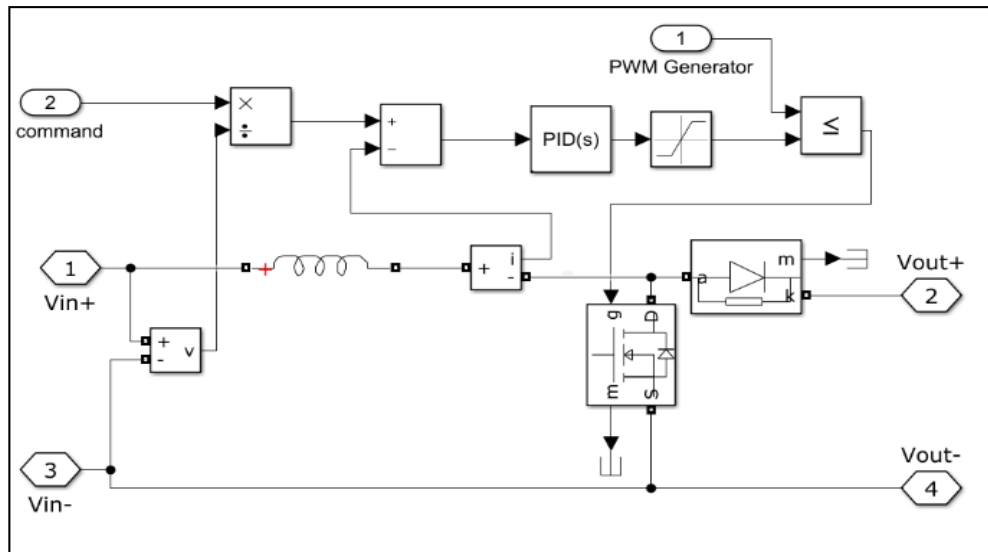 1
PWM Generator
2
command
×
÷
+
−
PID(s)
≤
1
Vin+
+
i
-
a
m
k
Vout+
2
+
-
v
g
D
m
S
3
Vin-
Vout-
4